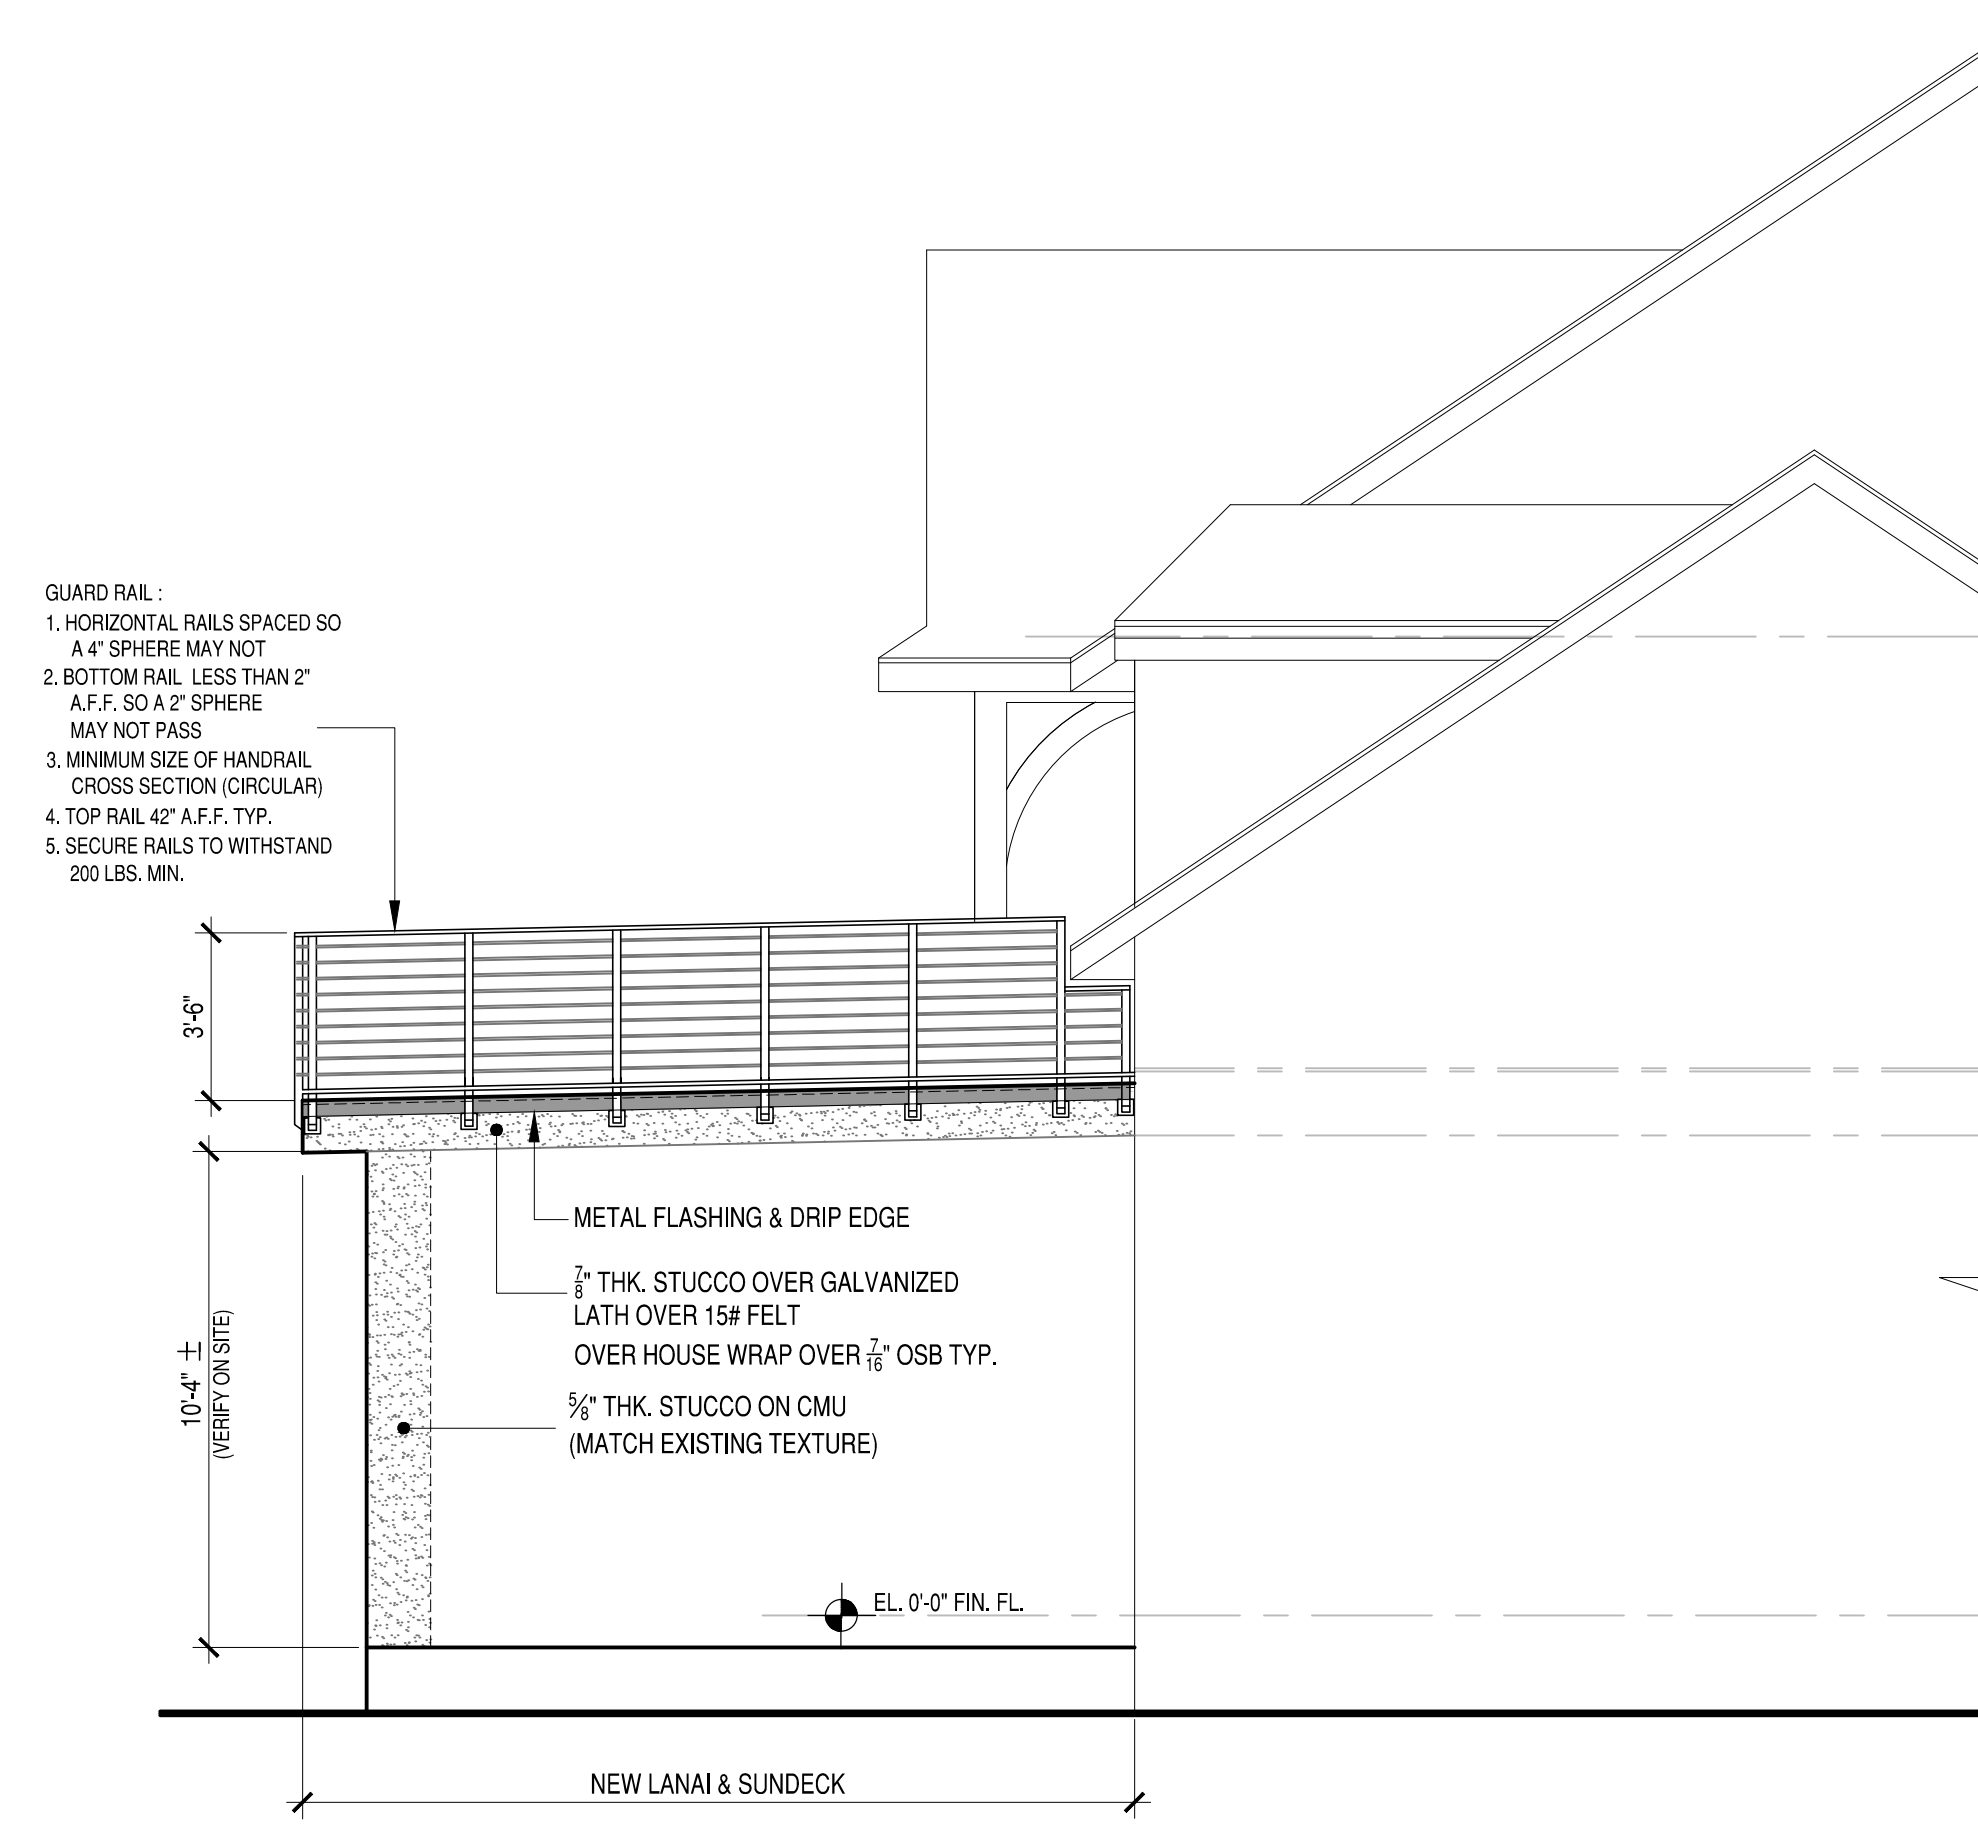 GUARD RAIL :
1. HORIZONTAL RAILS SPACED SO
A 4" SPHERE MAY NOT
2. BOTTOM RAIL LESS THAN 2"
A.F.F. SO A 2" SPHERE
MAY NOT PASS
3. MINIMUM SIZE OF HANDRAIL
CROSS SECTION (CIRCULAR)
4. TOP RAIL 42" A.F.F. TYP.
5. SECURE RAILS TO WITHSTAND
200 LBS. MIN.
3'-6"
METAL FLASHING & DRIP EDGE
7/8" THK. STUCCO OVER GALVANIZED
LATH OVER 15# FELT
OVER HOUSE WRAP OVER 7/16" OSB TYP.
5/8" THK. STUCCO ON CMU
(MATCH EXISTING TEXTURE)
10'-4" ±
(VERIFY ON SITE)
EL. 0'-0" FIN. FL.
NEW LANAI & SUNDECK